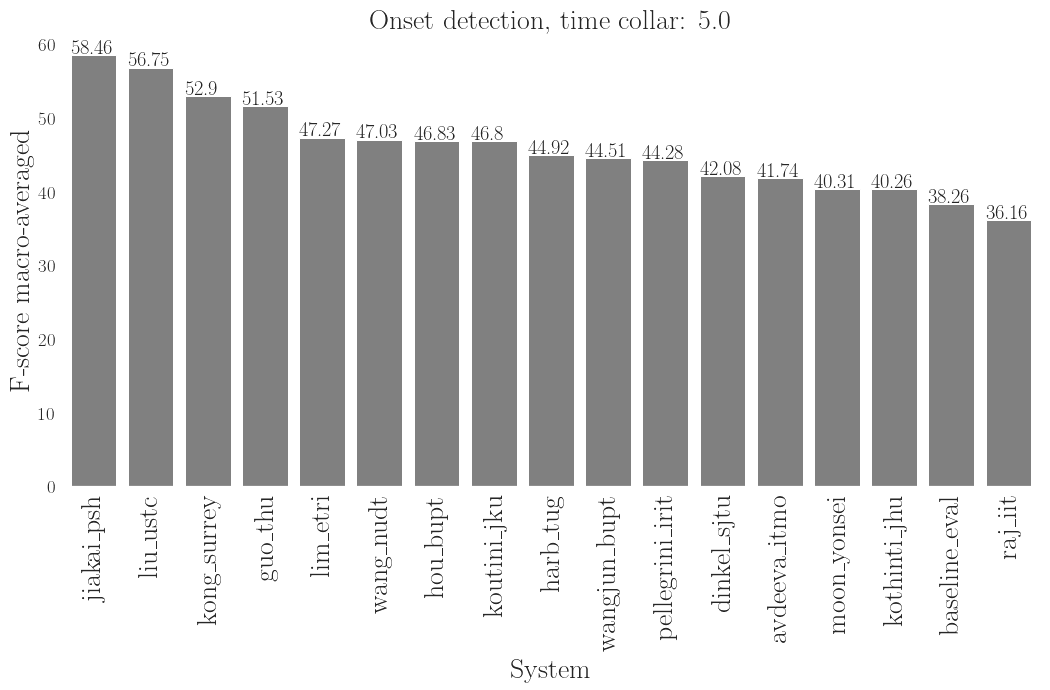 Onset detection, time collar: 5.0
F-score macro-averaged
60
50
40
30
20
10
0
58.46
56.75
52.9
51.53
47.27
47.03
46.83
46.8
44.92
44.51
44.28
42.08
41.74
40.31
40.26
38.26
36.16
jiakai_psh
liu_ustc
kong_surrey
guo_thu
lim_etri
wang_nudt
hou_bupt
koutini_jku
harb_tug
wangjun_bupt
pellegrini_irit
dinkel_sjtu
avdeeva_itmo
moon_yonsei
kothinti_jhu
baseline_eval
raj_iit
System